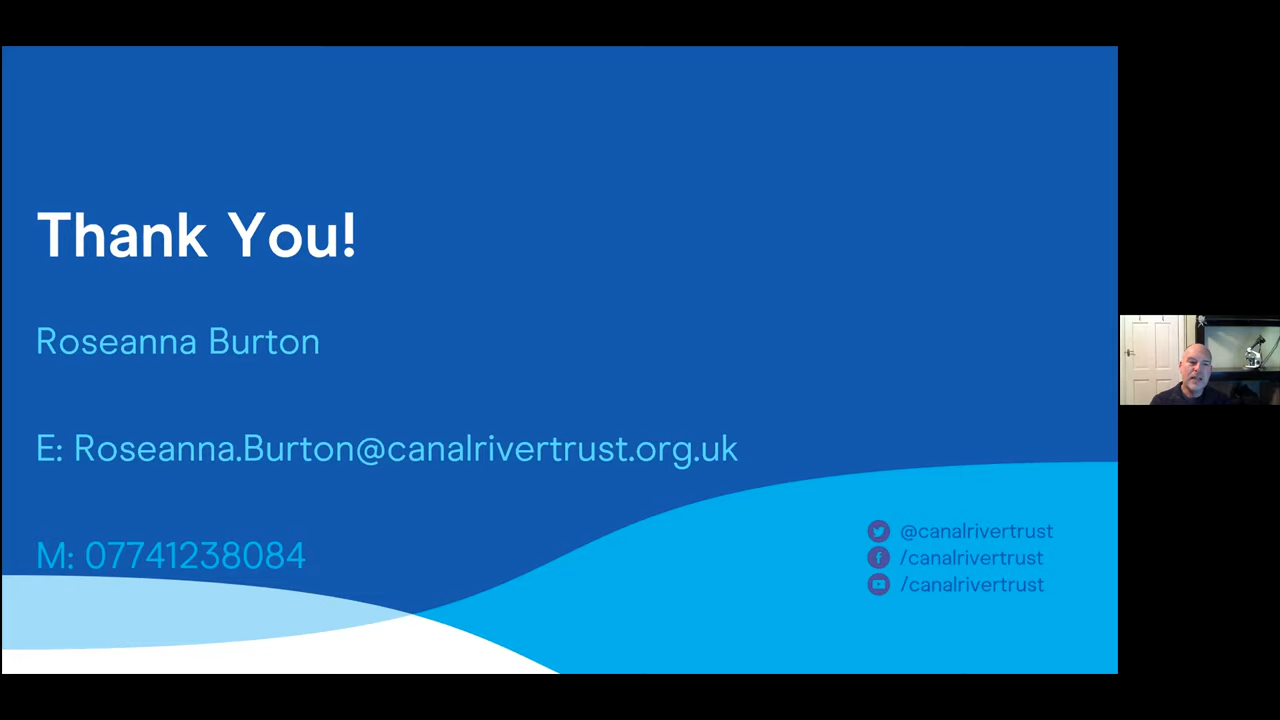 Thank You!
Roseanna Burton
E: Roseanna.Burton@canalrivertrust.org.uk
M: 07741238084
@canalrivertrust
/canalrivertrust
/canalrivertrust